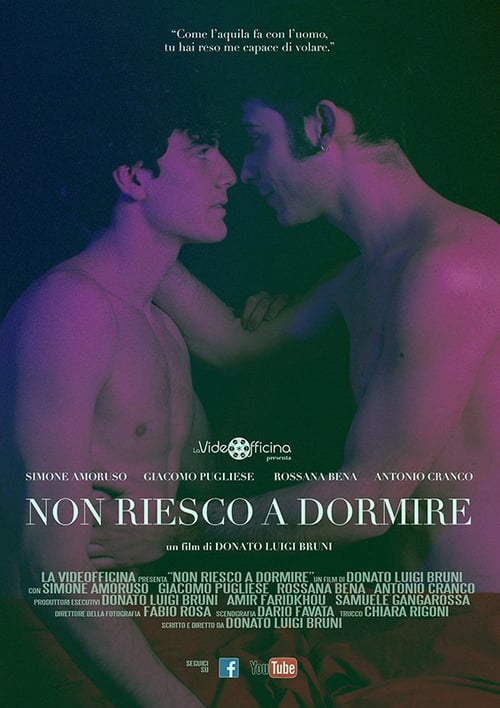 “Come l’aquila fa con l’uomo,
tu hai reso me capace di volare.”
La VideOfficina
presenta
SIMONE AMORUSO GIACOMO PUGLIESE ROSSANA BENA ANTONIO CRANCO
NON RIESCO A DORMIRE
un film di DONATO LUIGI BRUNI
LA VIDEOFFICINA PRESENTA “NON RIESCO A DORMIRE” UN FILM DI DONATO LUIGI BRUNI
CON SIMONE AMORUSO GIACOMO PUGLIESE ROSSANA BENA ANTONIO CRANCO
PRODUTTORI ESECUTIVI DONATO LUIGI BRUNI AMIR FARIDKHOU SAMUELE GANGAROSSA
DIRETTORE DELLA FOTOGRAFIA FABIO ROSA SCENOGRAFIA DARIO FAVATA TRUCCO CHIARA RIGONI
SCRITTO E DIRETTO DA DONATO LUIGI BRUNI
SEGUICI
SU
f
YouTube